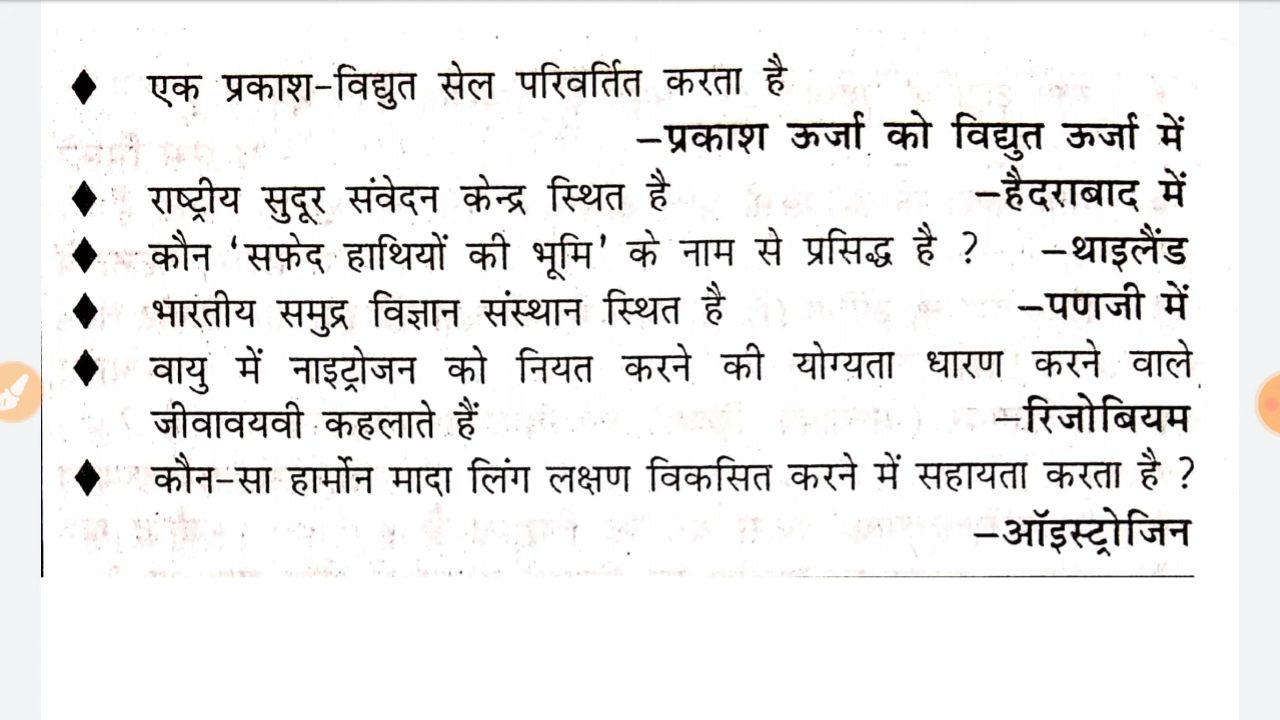 ♦ एक प्रकाश-विद्युत सेल परिवर्तित करता है
–प्रकाश ऊर्जा को विद्युत ऊर्जा में
♦ राष्ट्रीय सुदूर संवेदन केन्द्र स्थित है –हैदराबाद में
♦ कौन 'सफेद हाथियों की भूमि' के नाम से प्रसिद्ध है ? –थाइलैंड
♦ भारतीय समुद्र विज्ञान संस्थान स्थित है –पणजी में
♦ वायु में नाइट्रोजन को नियत करने की योग्यता धारण करने वाले
जीवावयवी कहलाते हैं –रिजोबियम
♦ कौन-सा हार्मोन मादा लिंग लक्षण विकसित करने में सहायता करता है ?
–ऑइस्ट्रोजिन